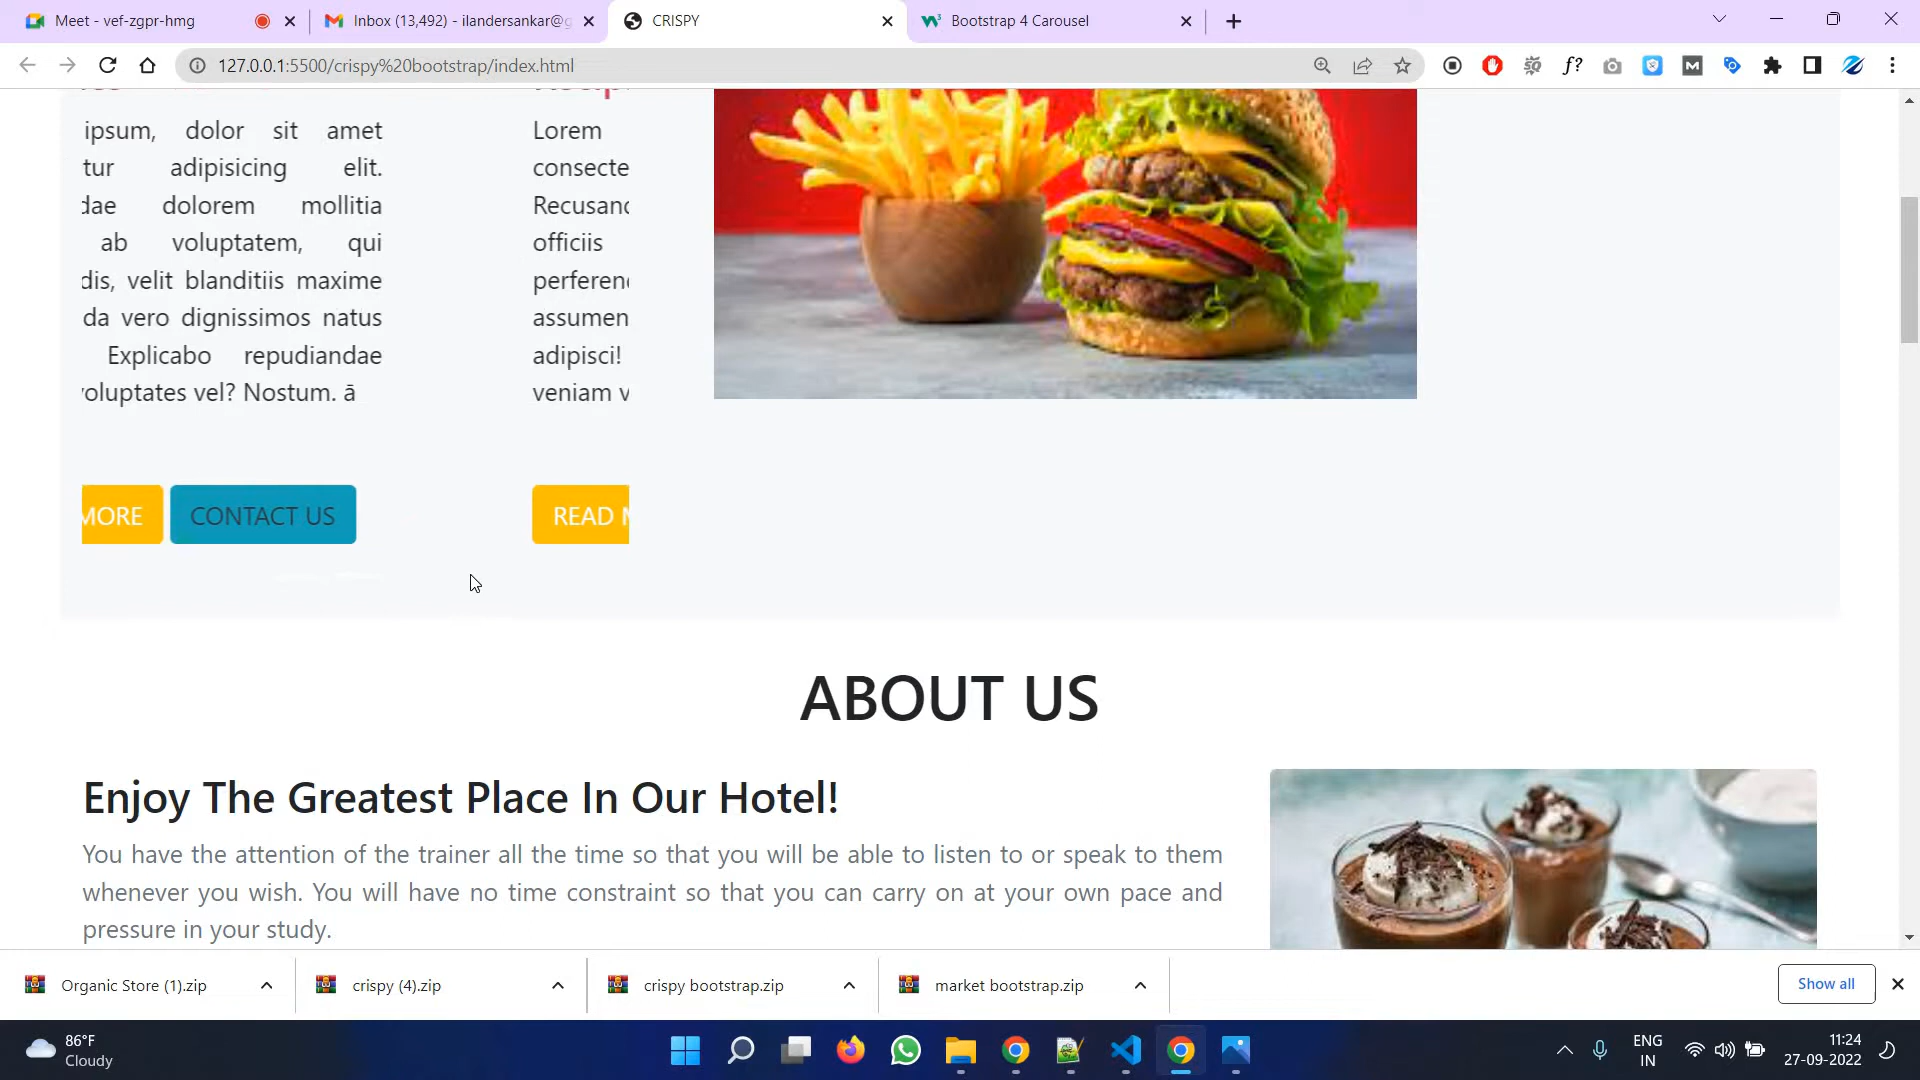 Meet - vef-zgpr-hmg
Inbox (13,492) - ilandersankar@g
CRISPY
Bootstrap 4 Carousel
127.0.0.1:5500/crispy%20bootstrap/index.html
ipsum, dolor sit amet
tur adipisicing elit.
dae dolorem mollitia
ab voluptatem, qui
dis, velit blanditiis maxime
da vero dignissimos natus
Explicabo repudiandae
voluptates vel? Nostum. ā
MORE
CONTACT US
Lorem
consecte
Recusand
officiis
perferend
assumen
adipisci!
veniam v
READ M
ABOUT US
Enjoy The Greatest Place In Our Hotel!
You have the attention of the trainer all the time so that you will be able to listen to or speak to them
whenever you wish. You will have no time constraint so that you can carry on at your own pace and
pressure in your study.
Organic Store (1).zip
crispy (4).zip
crispy bootstrap.zip
market bootstrap.zip
Show all
86°F
Cloudy
ENG
IN
11:24
27-09-2022